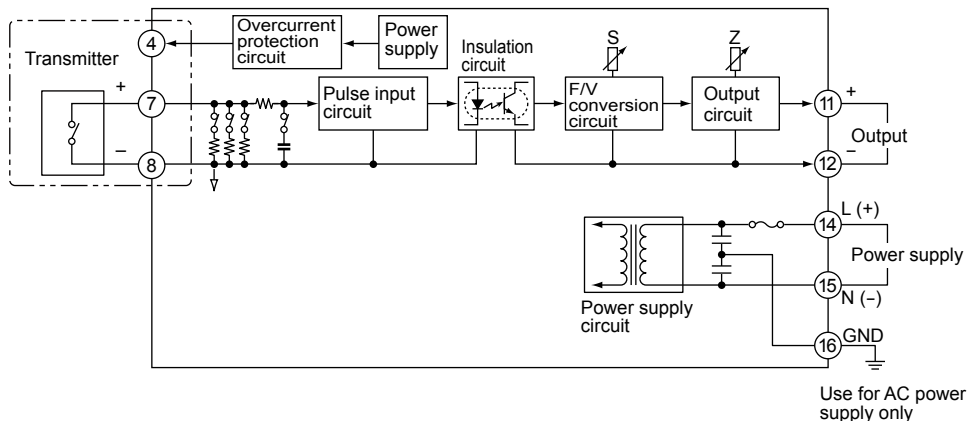 Transmitter
4
Overcurrent
protection
circuit
Power
supply
Insulation
circuit
S
Z
+
7
Pulse input
circuit
F/V
conversion
circuit
Output
circuit
11
+
Output
−
8
12
−
14
L (+)
Power supply
15
N (−)
Power supply
circuit
16
GND
Use for AC power
supply only